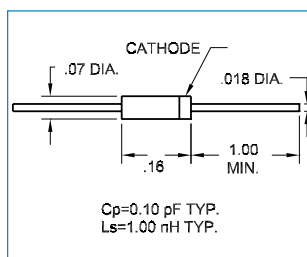 CATHODE
.07 DIA.
.018 DIA.
.16
1.00
MIN.
Cp=0.10 pF TYP.
Ls=1.00 nH TYP.